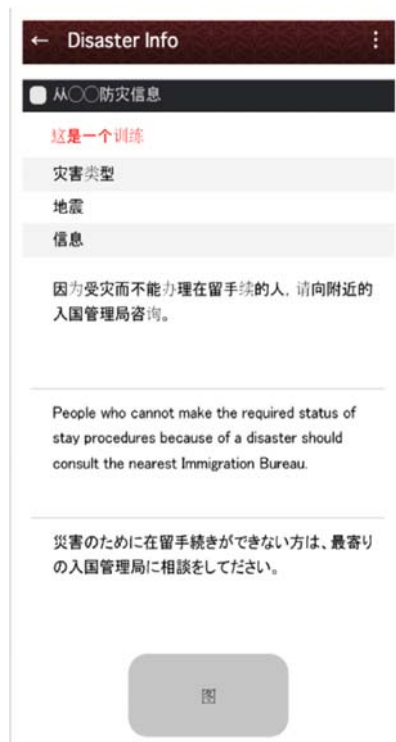 ← Disaster Info
从○○防灾信息
这是一个训练
灾害类型
地震
信息
因为受灾而不能办理在留手续的人, 请向附近的
入国管理局咨询。
People who cannot make the required status of
stay procedures because of a disaster should
consult the nearest Immigration Bureau.
災害のために在留手続きができない方は、最寄り
の入国管理局に相談をしてださい。
图